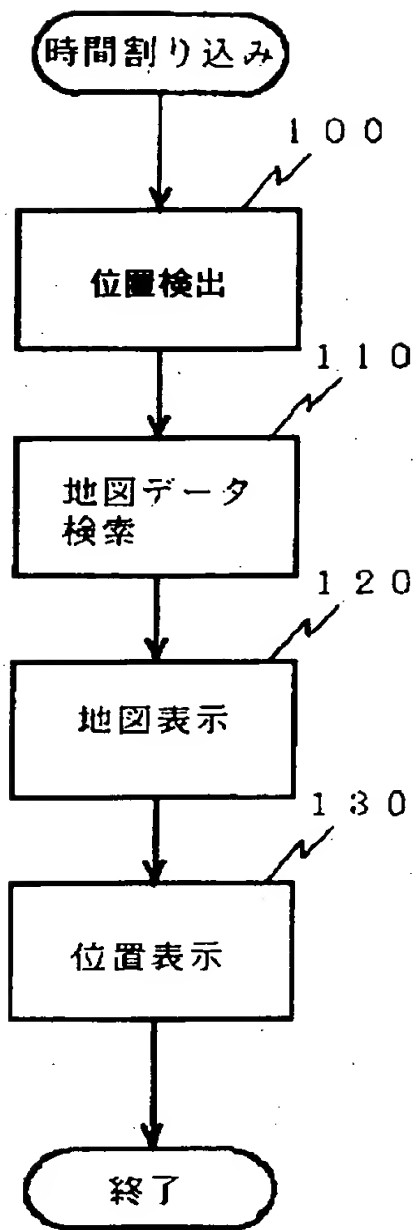 時間割り込み
１００
位置検出
１１０
地図データ
検索
１２０
地図表示
１３０
位置表示
終了